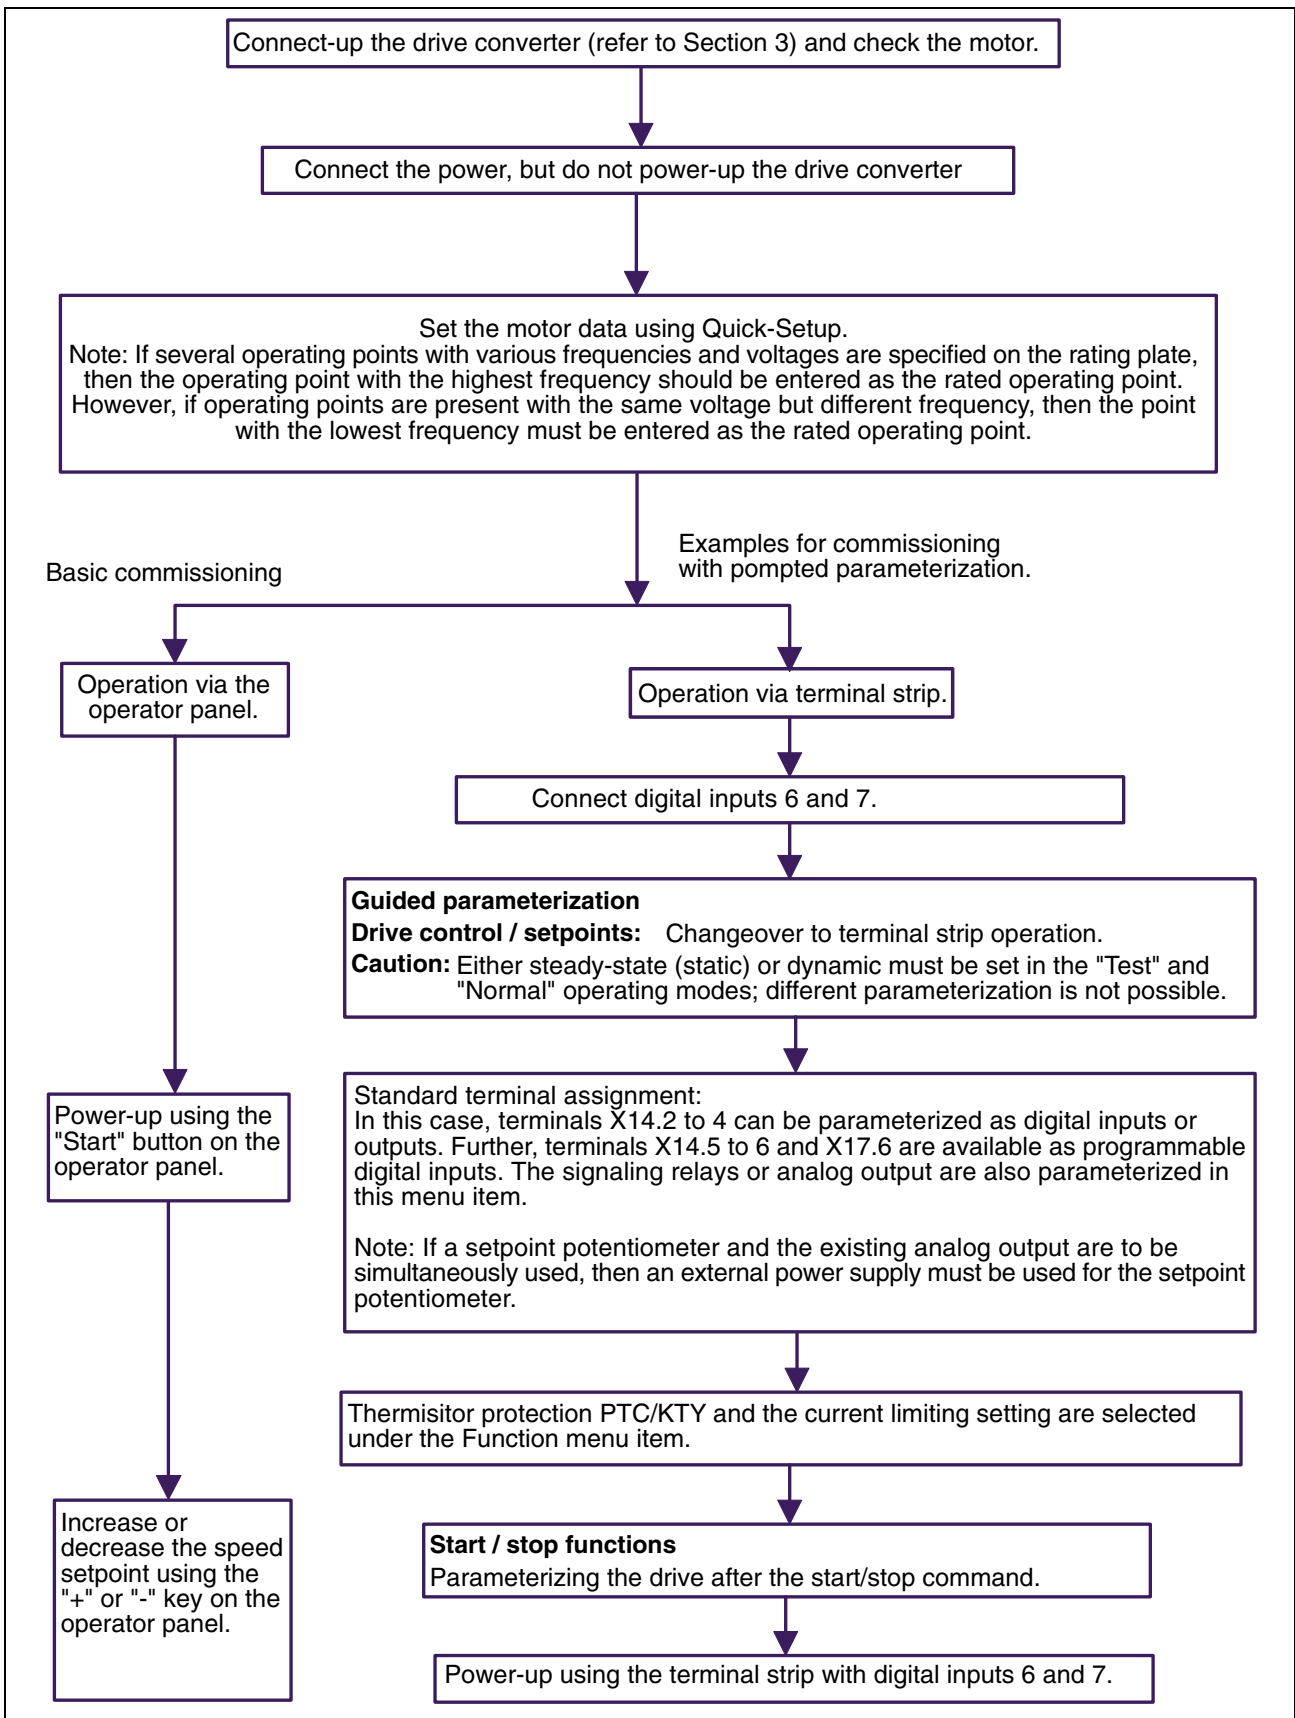 Connect-up the drive converter (refer to Section 3) and check the motor.
Connect the power, but do not power-up the drive converter
Set the motor data using Quick-Setup.
Note: If several operating points with various frequencies and voltages are specified on the rating plate,
then the operating point with the highest frequency should be entered as the rated operating point.
However, if operating points are present with the same voltage but different frequency, then the point
with the lowest frequency must be entered as the rated operating point.
Basic commissioning
Operation via the
operator panel.
Power-up using the
"Start" button on the
operator panel.
Increase or
decrease the speed
setpoint using the
"+" or "-" key on the
operator panel.
Examples for commissioning
with pompted parameterization.
Operation via terminal strip.
Connect digital inputs 6 and 7.
Guided parameterization
Drive control / setpoints: Changeover to terminal strip operation.
Caution: Either steady-state (static) or dynamic must be set in the "Test" and
"Normal" operating modes; different parameterization is not possible.
Standard terminal assignment:
In this case, terminals X14.2 to 4 can be parameterized as digital inputs or
outputs. Further, terminals X14.5 to 6 and X17.6 are available as programmable
digital inputs. The signaling relays or analog output are also parameterized in
this menu item.
Note: If a setpoint potentiometer and the existing analog output are to be
simultaneously used, then an external power supply must be used for the setpoint
potentiometer.
Thermisitor protection PTC/KTY and the current limiting setting are selected
under the Function menu item.
Start / stop functions
Parameterizing the drive after the start/stop command.
Power-up using the terminal strip with digital inputs 6 and 7.